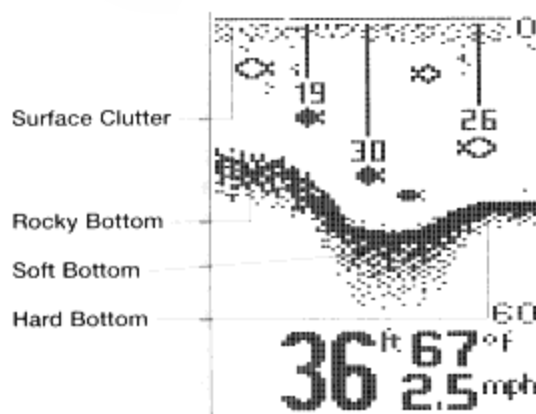 0
19
Surface Clutter
26
30
Rocky Bottom
Soft Bottom
Hard Bottom
60
36 ft 67°F
2.5 mph